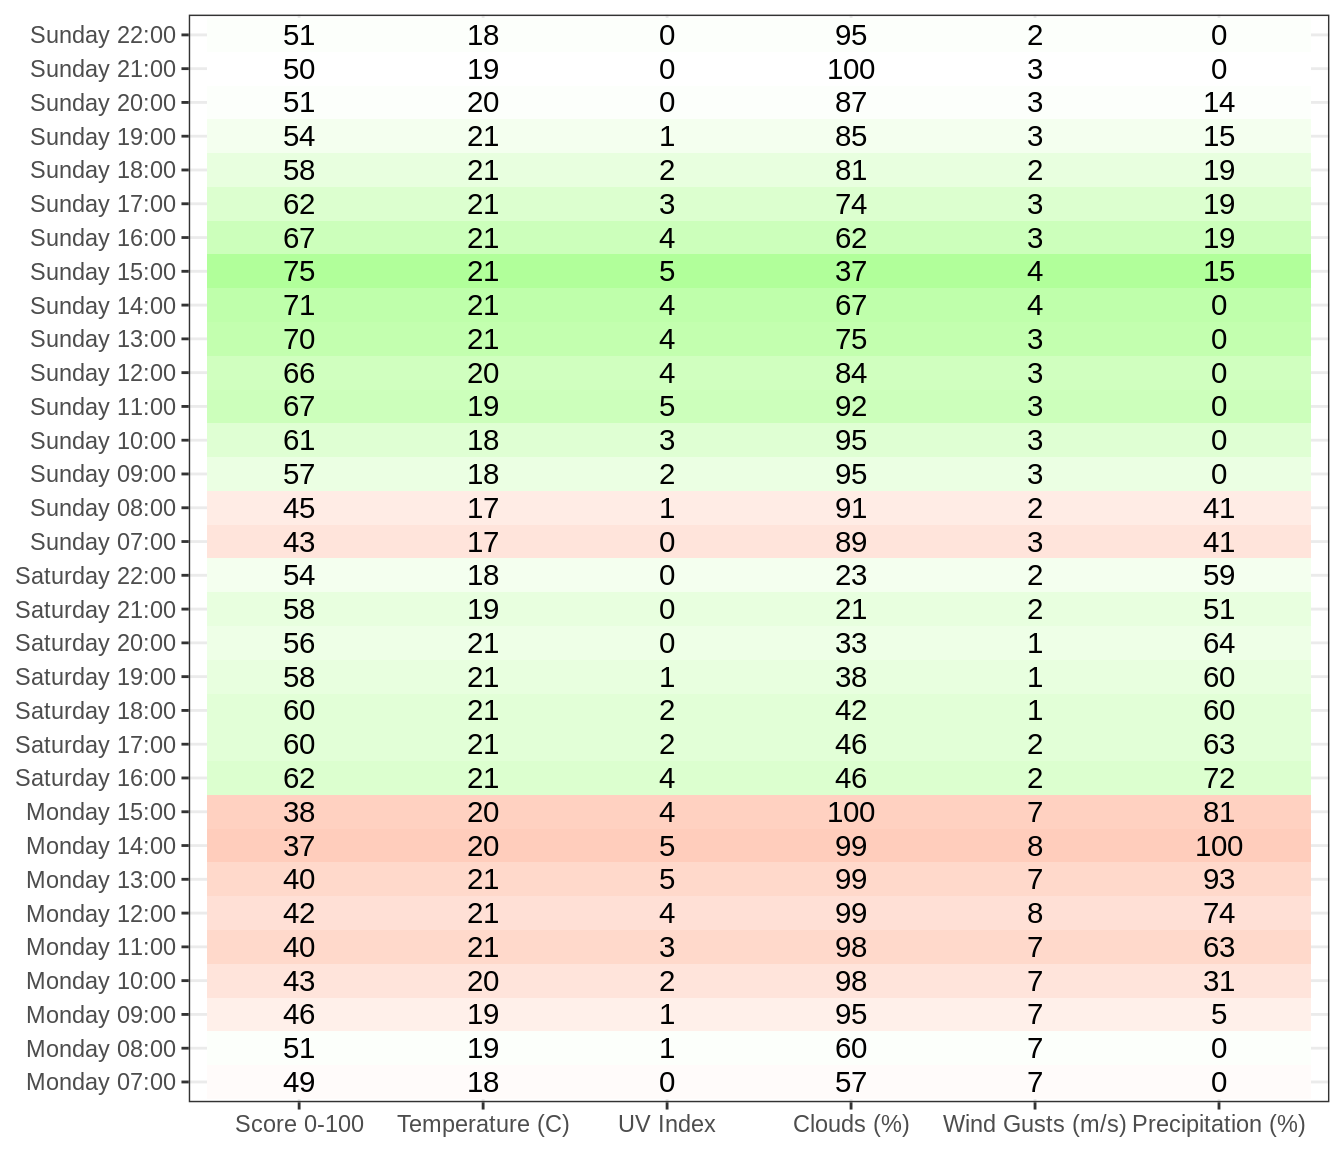 Sunday 22:00 51 18 0 95 2 0
Sunday 21:00 50 19 0 100 3 0
Sunday 20:00 51 20 0 87 3 14
Sunday 19:00 54 21 1 85 3 15
Sunday 18:00 58 21 2 81 2 19
Sunday 17:00 62 21 3 74 3 19
Sunday 16:00 67 21 4 62 3 19
Sunday 15:00 75 21 5 37 4 15
Sunday 14:00 71 21 4 67 4 0
Sunday 13:00 70 21 4 75 3 0
Sunday 12:00 66 20 4 84 3 0
Sunday 11:00 67 19 5 92 3 0
Sunday 10:00 61 18 3 95 3 0
Sunday 09:00 57 18 2 95 3 0
Sunday 08:00 45 17 1 91 2 41
Sunday 07:00 43 17 0 89 3 41
Saturday 22:00 54 18 0 23 2 59
Saturday 21:00 58 19 0 21 2 51
Saturday 20:00 56 21 0 33 1 64
Saturday 19:00 58 21 1 38 1 60
Saturday 18:00 60 21 2 42 1 60
Saturday 17:00 60 21 2 46 2 63
Saturday 16:00 62 21 4 46 2 72
Monday 15:00 38 20 4 100 7 81
Monday 14:00 37 20 5 99 8 100
Monday 13:00 40 21 5 99 7 93
Monday 12:00 42 21 4 99 8 74
Monday 11:00 40 21 3 98 7 63
Monday 10:00 43 20 2 98 7 31
Monday 09:00 46 19 1 95 7 5
Monday 08:00 51 19 1 60 7 0
Monday 07:00 49 18 0 57 7 0
Score 0-100 Temperature (C) UV Index Clouds (%) Wind Gusts (m/s) Precipitation (%)